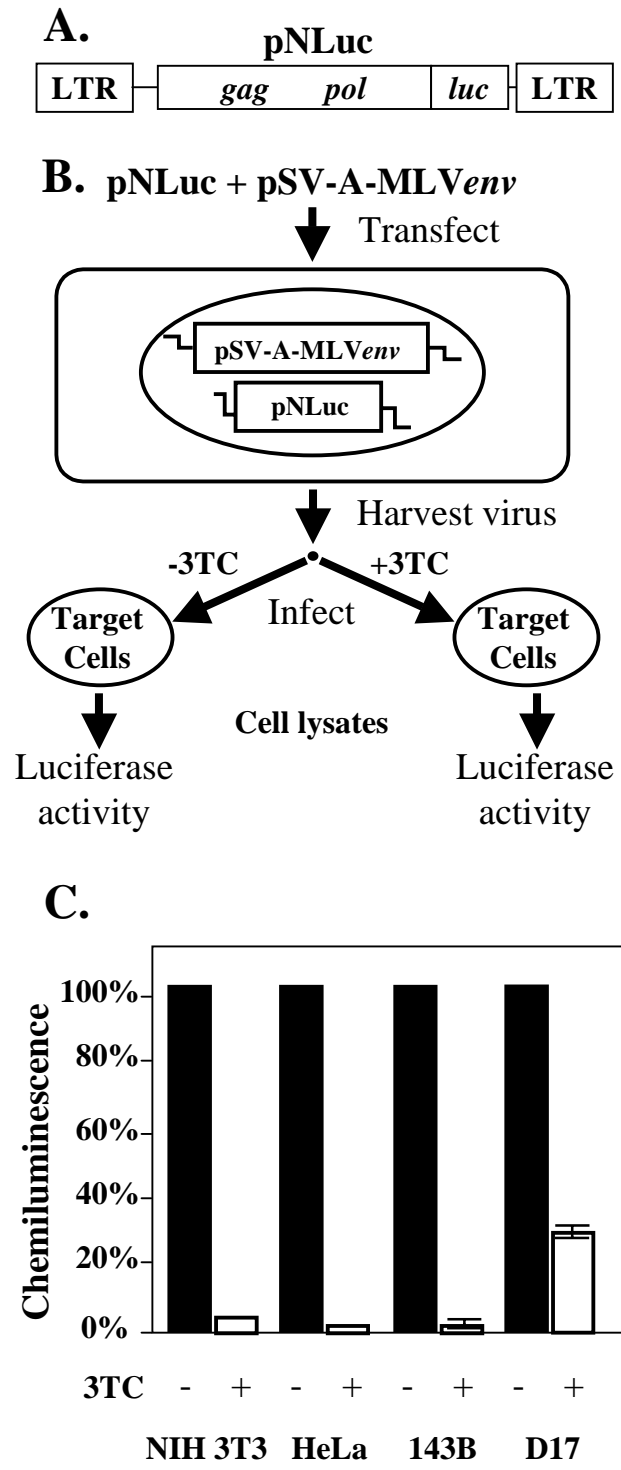 A.
pNLuc
LTR gag pol luc LTR
B. pNLuc + pSV-A-MLVenv
Transfect
pSV-A-MLVenv
pNLuc
Harvest virus
-3TC +3TC
Infect
Target Cells
Target Cells
Cell lysates
Luciferase activity
Luciferase activity
C.
Chemiluminescence
100%
80%
60%
40%
20%
0%
3TC - + - + - + - +
NIH 3T3 HeLa 143B D17